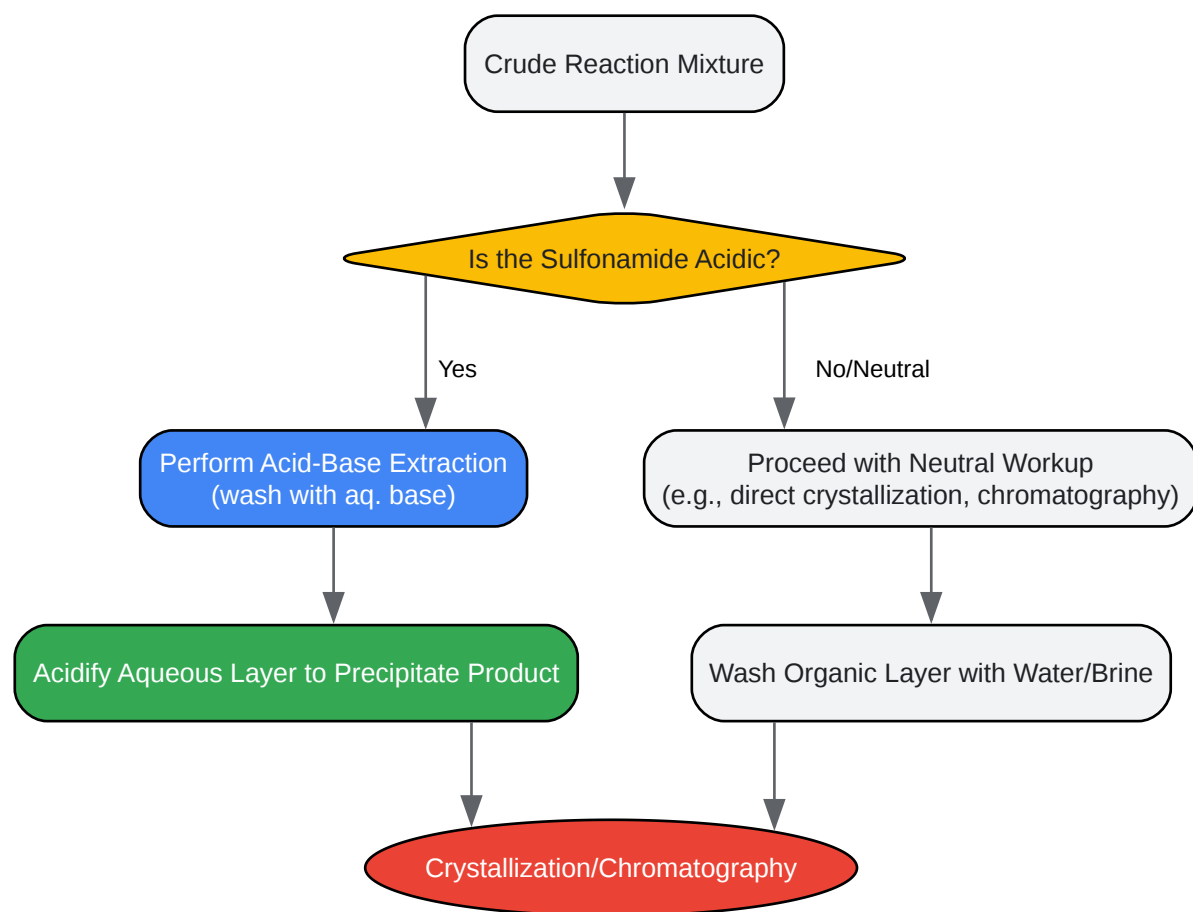 Crude Reaction Mixture
Is the Sulfonamide Acidic?
Yes
No/Neutral
Perform Acid-Base Extraction
(wash with aq. base)
Proceed with Neutral Workup
(e.g., direct crystallization, chromatography)
Acidify Aqueous Layer to Precipitate Product
Wash Organic Layer with Water/Brine
Crystallization/Chromatography